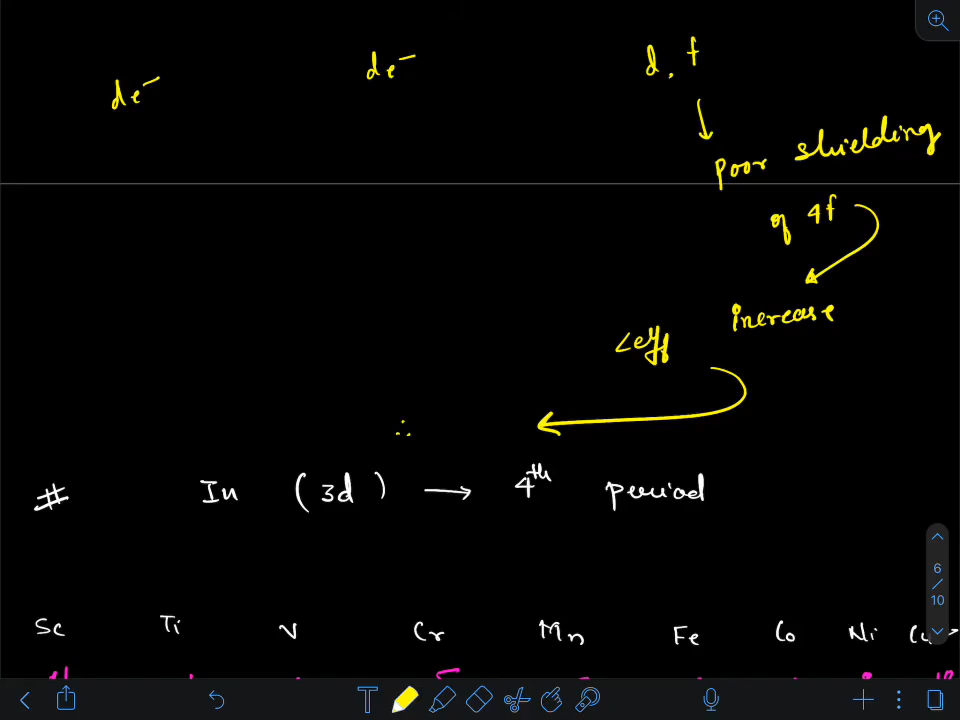 de⁻ de⁻ d, f
poor shielding
of 4f
increase
Zeff
∴
# In (3d) → 4th period
6
/
10
Sc Ti V Cr Mn Fe Co Ni
5
T